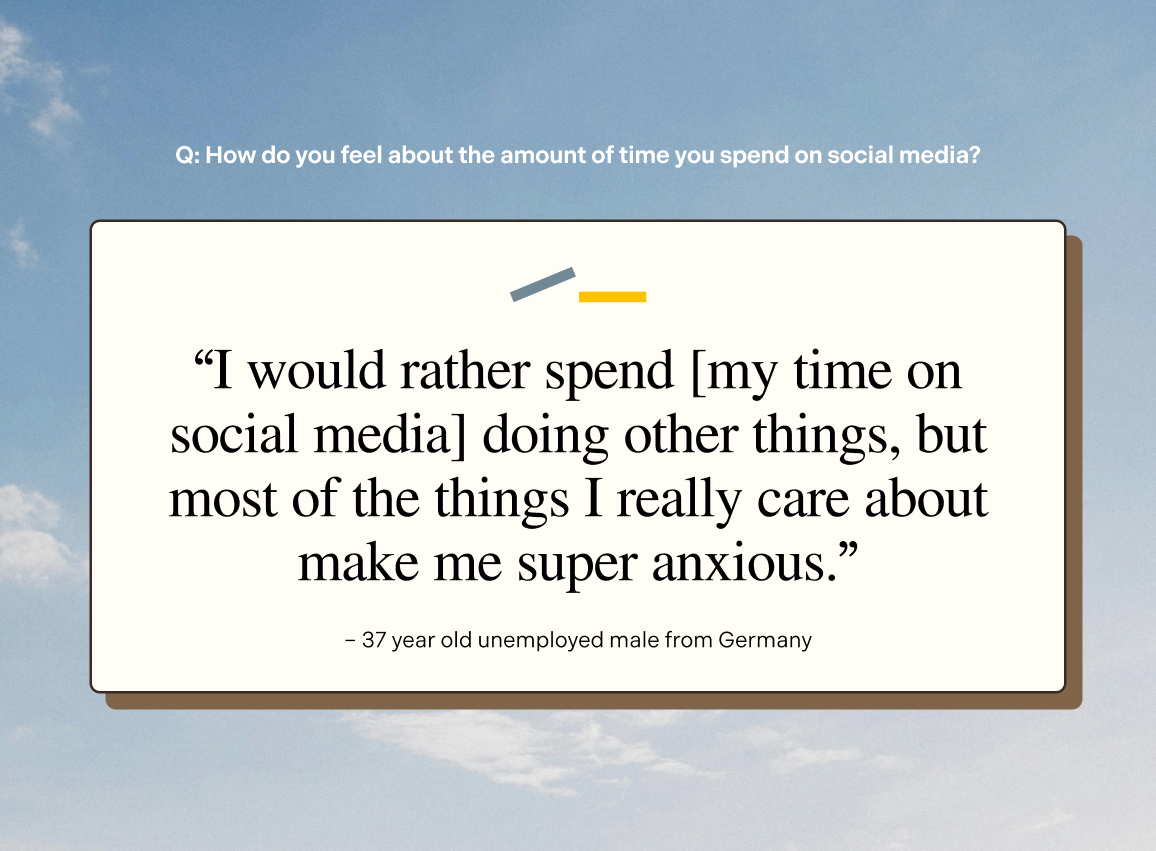 Q: How do you feel about the amount of time you spend on social media?
“I would rather spend [my time on
social media] doing other things, but
most of the things I really care about
make me super anxious.”
– 37 year old unemployed male from Germany